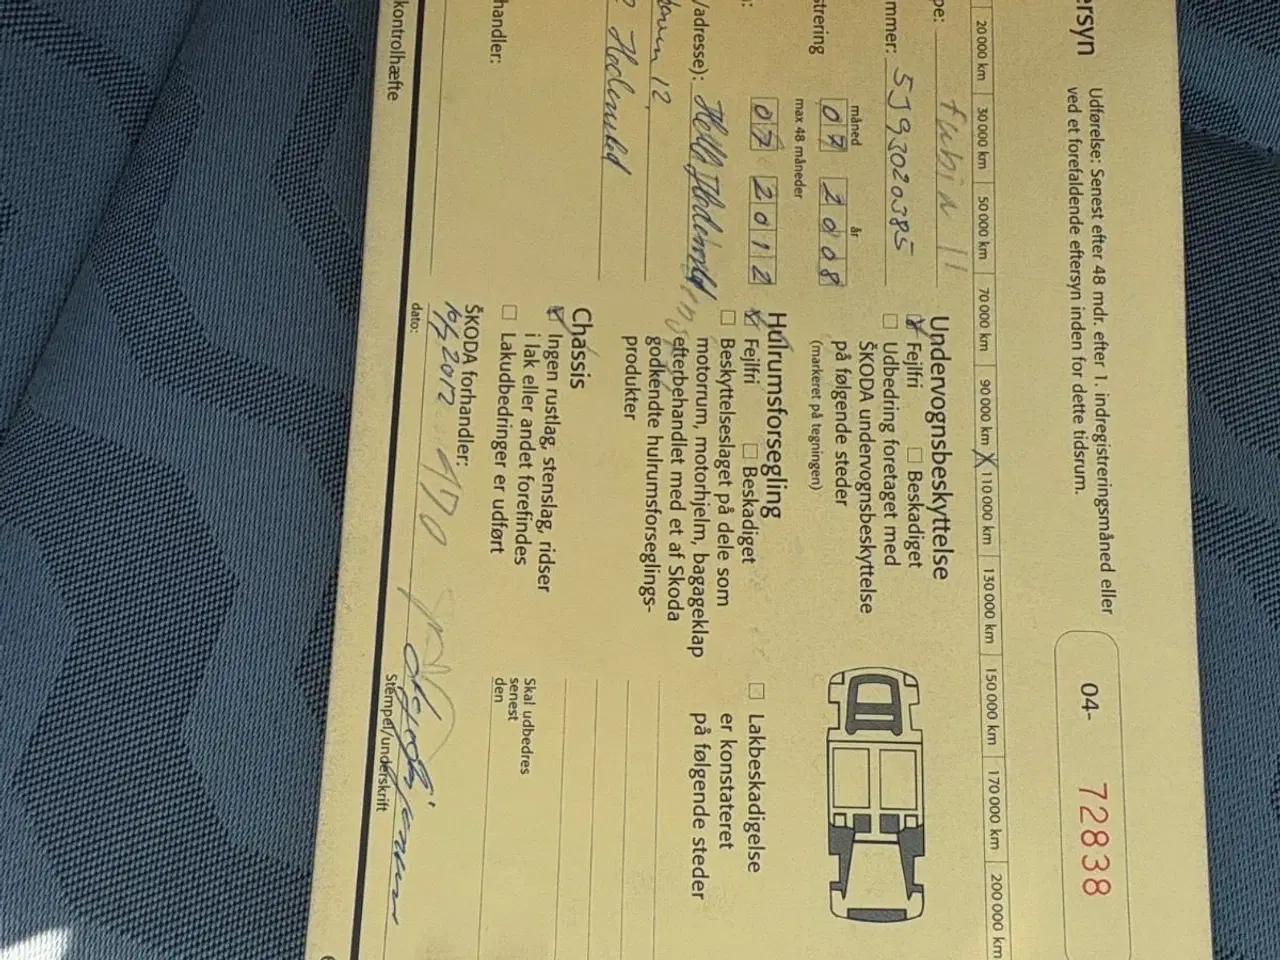 ersyn
Udførelse: Senest efter 48 mdr. efter 1. indregistreringsmåned eller
ved et forefaldende eftersyn inden for dette tidsrum.
04- 72838
20 000 km 30 000 km 50 000 km 70 000 km 90 000 km X 110 000 km 130 000 km 150 000 km 170 000 km 200 000 km
pe: fabia II
mmer: 5J93020385
måned år
strering 07 2008
max 48 måneder
: 07 2012
/adresse):
12
handler:
kontrolhæfte
Undervognsbeskyttelse
Fejlfri Beskadiget
Udbedring foretaget med
ŠKODA undervognsbeskyttelse
på følgende steder
(markeret på tegningen)
Hulrumsforsegling
Fejlfri Beskadiget
Beskyttelseslaget på dele som
motorrum, motorhjelm, bagageklap
efterbehandlet med et af Skoda
godkendte hulrumsforseglings-
produkter
Lakbeskadigelse
er konstateret
på følgende steder
Chassis
Ingen rustlag, stenslag, ridser
i lak eller andet forefindes
Lakudbedringer er udført
Skal udbedres
senest
den
ŠKODA forhandler:
2012
dato:
Stempel/underskrift